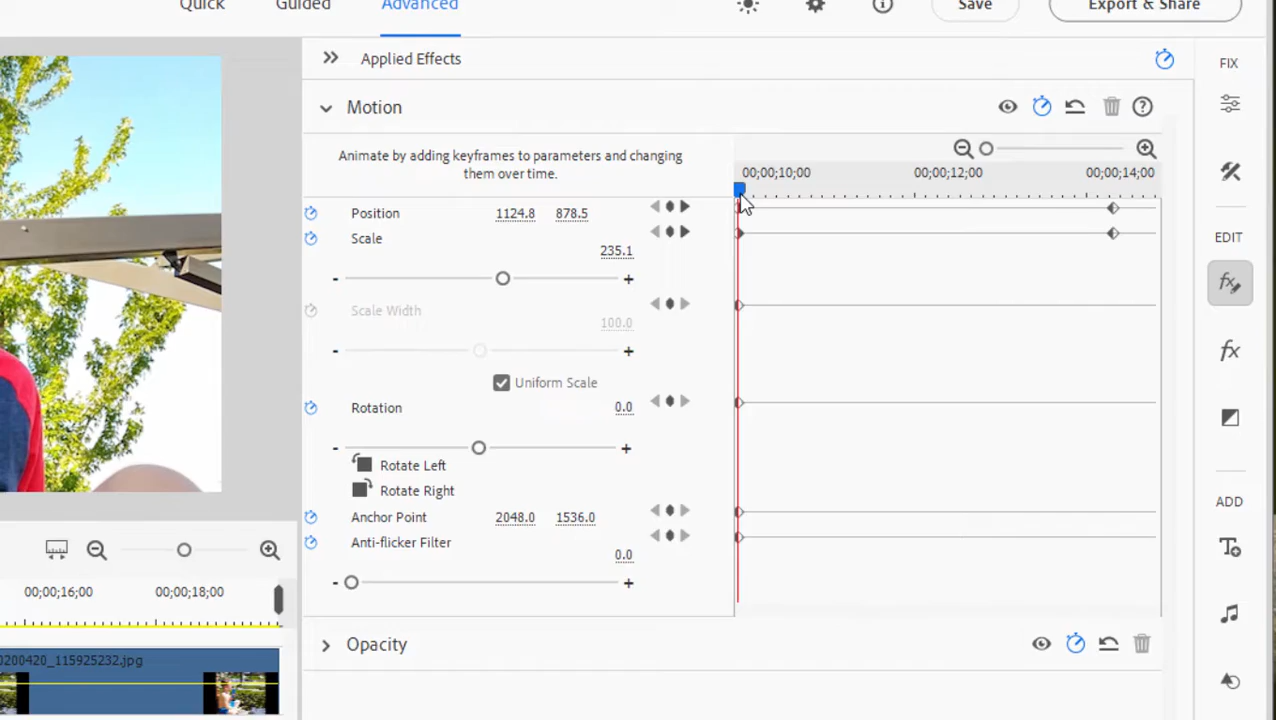 Quick Guided Advanced Save Export & Share
Applied Effects
FIX
Motion
Animate by adding keyframes to parameters and changing
them over time.
00;00;10;00 00;00;12;00 00;00;14;00
Position 1124.8 878.5
Scale
235.1
- +
EDIT
Scale Width
100.0
- +
Uniform Scale
fx
Rotation 0.0
- +
Rotate Left
Rotate Right
Anchor Point 2048.0 1536.0
ADD
Anti-flicker Filter
0.0
- +
00;00;16;00 00;00;18;00
Opacity
0200420_115925232.jpg